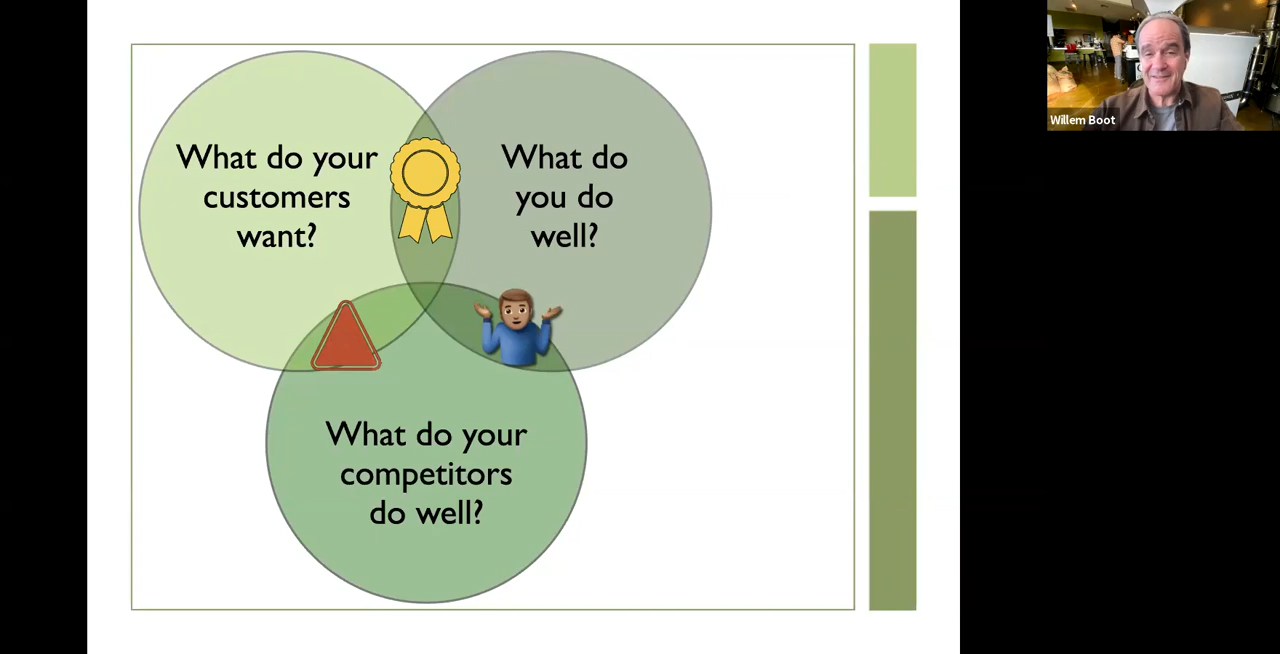 What do your
customers
want?
What do
you do
well?
What do your
competitors
do well?
Willem Boot